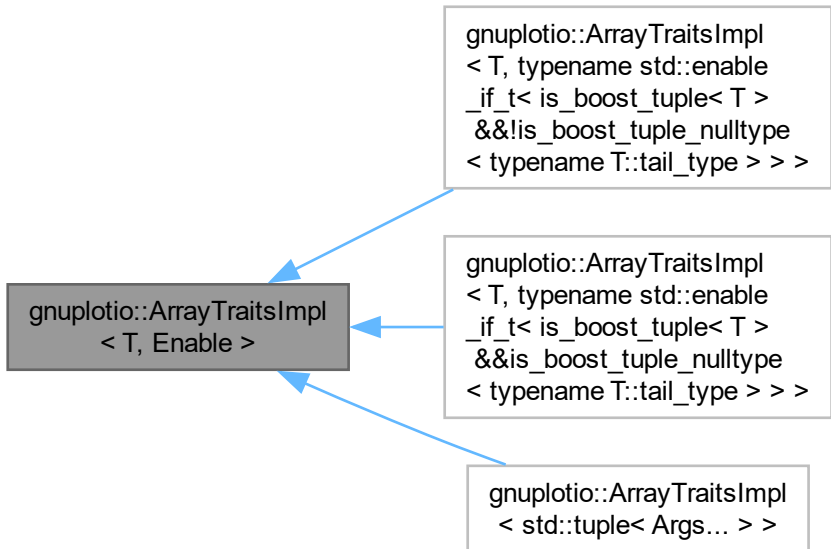 gnuplotio::ArrayTraitsImpl
< T, typename std::enable
_if_t< is_boost_tuple< T >
&&!is_boost_tuple_nulltype
< typename T::tail_type > > >
gnuplotio::ArrayTraitsImpl
< T, Enable >
gnuplotio::ArrayTraitsImpl
< T, typename std::enable
_if_t< is_boost_tuple< T >
&&is_boost_tuple_nulltype
< typename T::tail_type > > >
gnuplotio::ArrayTraitsImpl
< std::tuple< Args... > >